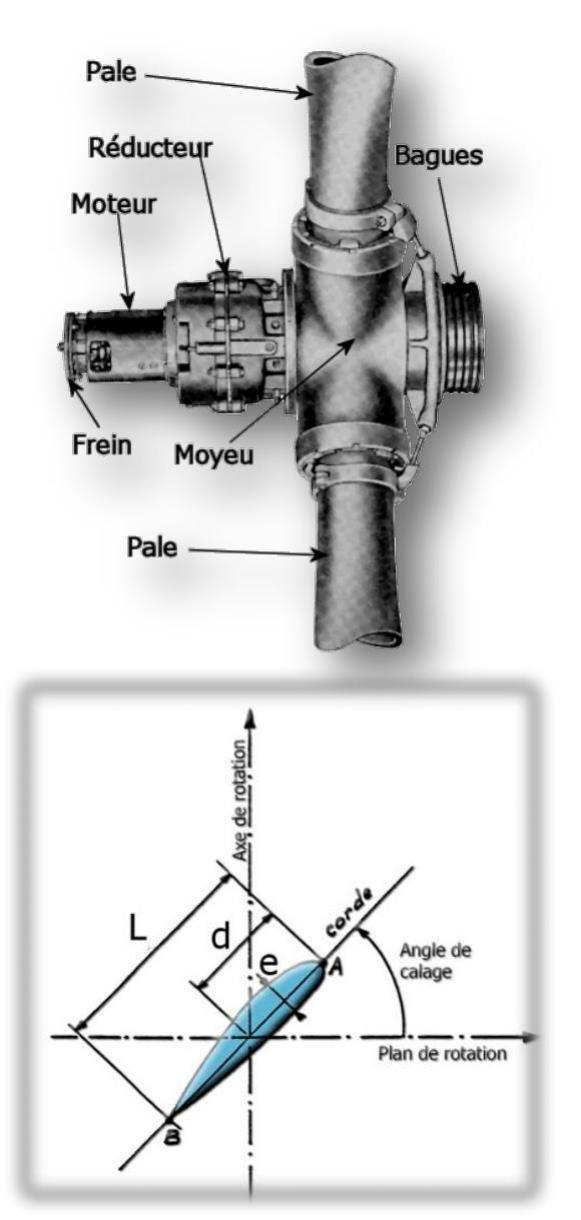 Pale
Réducteur
Bagues
Moteur
Frein
Moyeu
Pale
Axe de rotation
corde
L
d
e
A
Angle de
calage
Plan de rotation
B